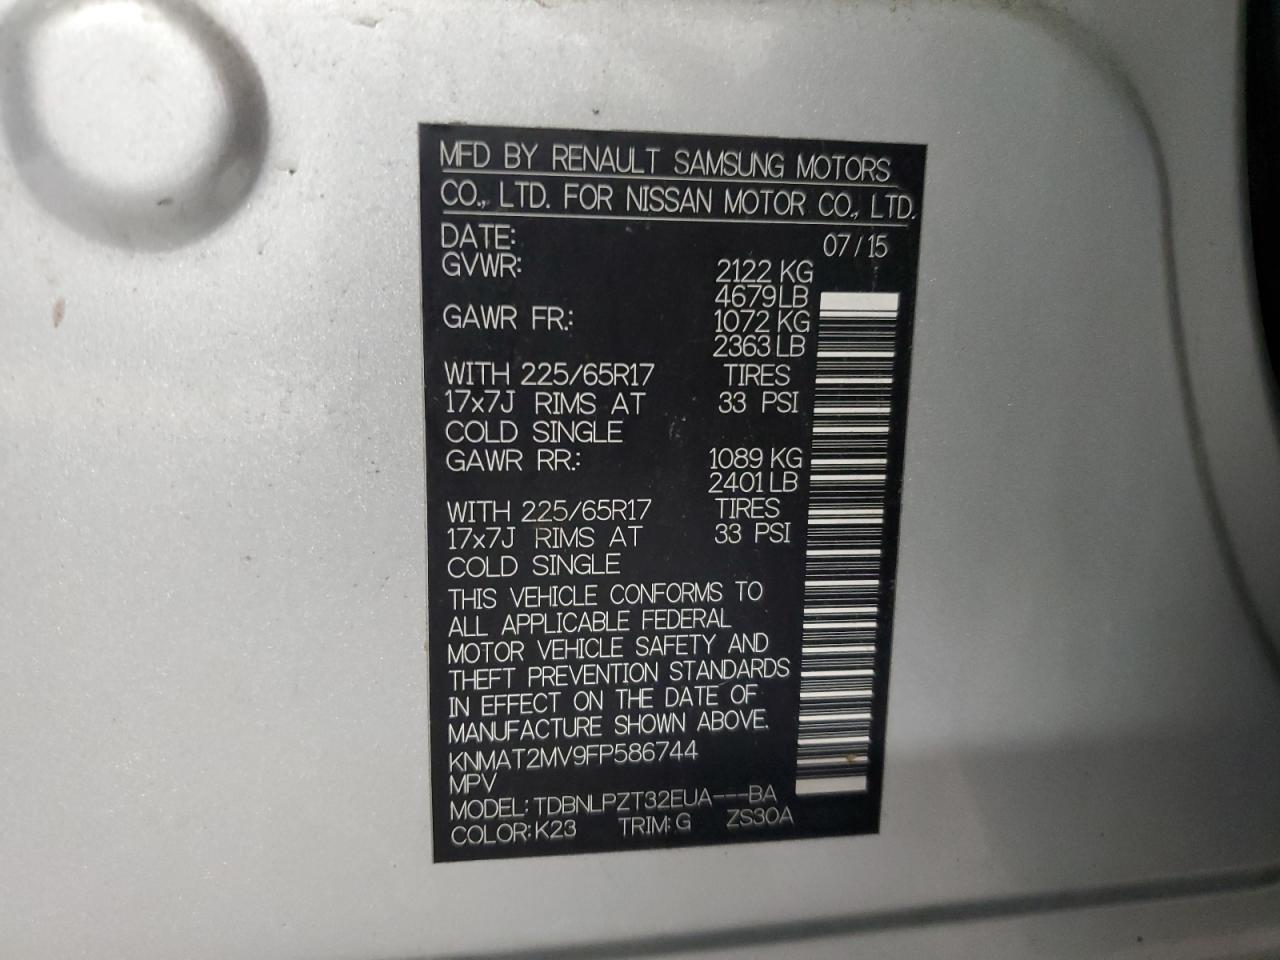 MFD BY RENAULT SAMSUNG MOTORS
CO., LTD. FOR NISSAN MOTOR CO., LTD.
DATE: 07/15
GVWR: 2122 KG
4679 LB
GAWR FR.: 1072 KG
2363 LB
WITH 225/65R17 TIRES
17x7J RIMS AT 33 PSI
COLD SINGLE
GAWR RR.: 1089 KG
2401 LB
WITH 225/65R17 TIRES
17x7J RIMS AT 33 PSI
COLD SINGLE
THIS VEHICLE CONFORMS TO
ALL APPLICABLE FEDERAL
MOTOR VEHICLE SAFETY AND
THEFT PREVENTION STANDARDS
IN EFFECT ON THE DATE OF
MANUFACTURE SHOWN ABOVE.
KNMAT2MV9FP586744
MPV
MODEL: TDBNLPZT32EUA---BA
COLOR: K23 TRIM: G ZS30A